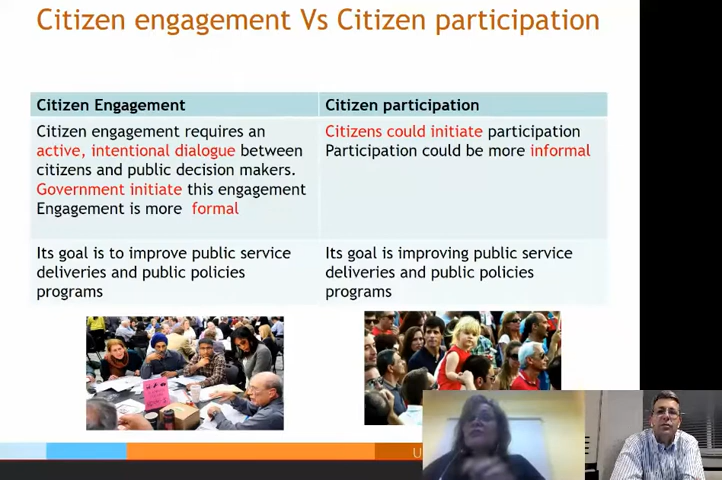 Citizen engagement Vs Citizen participation
Citizen Engagement
Citizen engagement requires an
active, intentional dialogue between
citizens and public decision makers.
Government initiate this engagement
Engagement is more formal
Its goal is to improve public service
deliveries and public policies
programs
Citizen participation
Citizens could initiate participation
Participation could be more informal
Its goal is improving public service
deliveries and public policies
programs